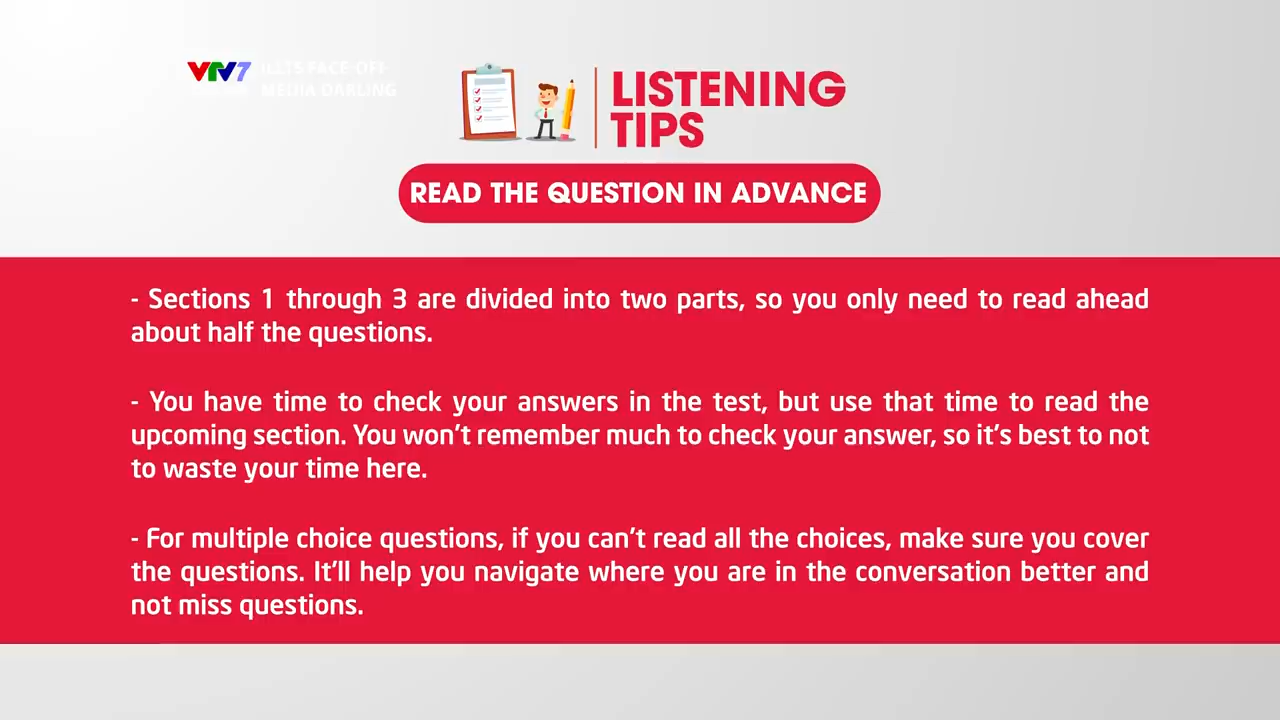 VTV7 IELTS FACE-OFF
MEDIA DARLING
LISTENING
TIPS
READ THE QUESTION IN ADVANCE
- Sections 1 through 3 are divided into two parts, so you only need to read ahead
about half the questions.
- You have time to check your answers in the test, but use that time to read the
upcoming section. You won't remember much to check your answer, so it's best to not
to waste your time here.
- For multiple choice questions, if you can't read all the choices, make sure you cover
the questions. It'll help you navigate where you are in the conversation better and
not miss questions.